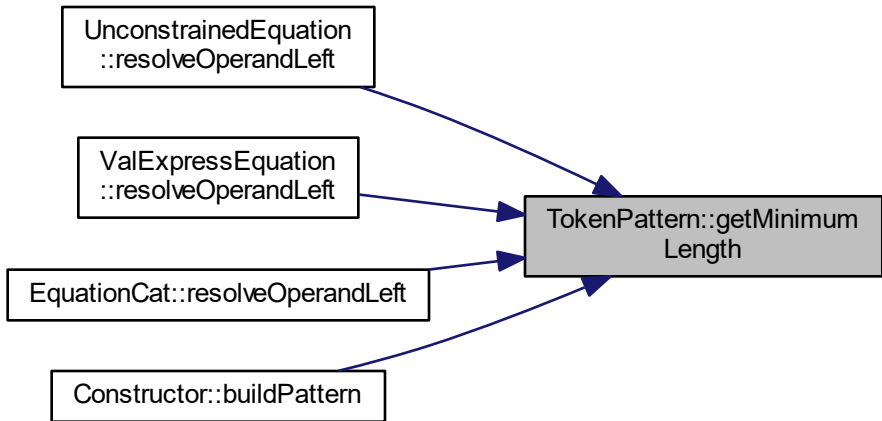 UnconstrainedEquation
::resolveOperandLeft
ValExpressEquation
::resolveOperandLeft
TokenPattern::getMinimum
Length
EquationCat::resolveOperandLeft
Constructor::buildPattern